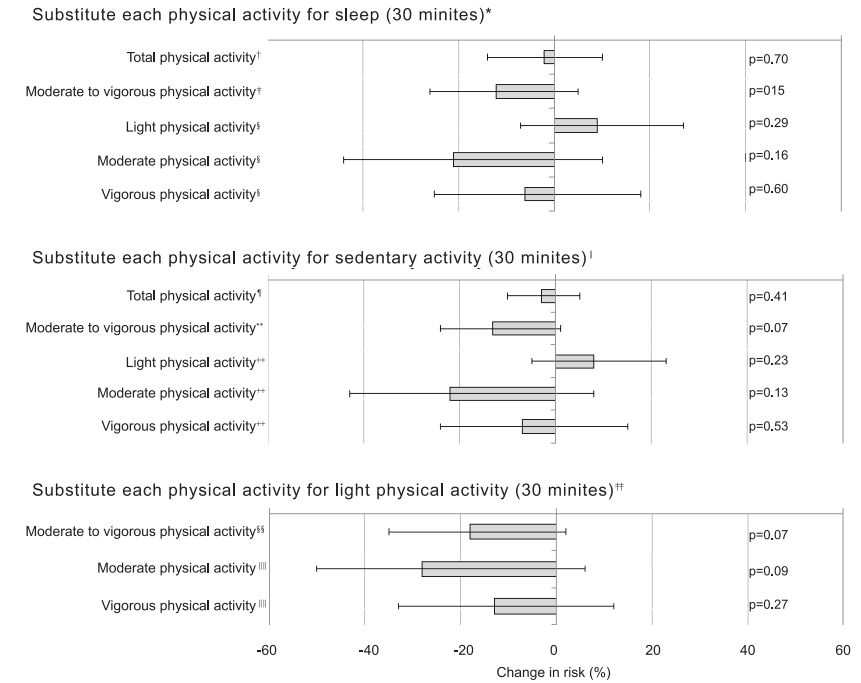 Substitute each physical activity for sleep (30 minites)*
Total physical activity† p=0.70
Moderate to vigorous physical activity‡ p=015
Light physical activity§ p=0.29
Moderate physical activity§ p=0.16
Vigorous physical activity§ p=0.60
Substitute each physical activity for sedentary activity (30 minites)|
Total physical activity¶ p=0.41
Moderate to vigorous physical activity** p=0.07
Light physical activity†† p=0.23
Moderate physical activity†† p=0.13
Vigorous physical activity†† p=0.53
Substitute each physical activity for light physical activity (30 minites)‡‡
Moderate to vigorous physical activity§§ p=0.07
Moderate physical activity|||| p=0.09
Vigorous physical activity|||| p=0.27
-60 -40 -20 0 20 40 60
Change in risk (%)